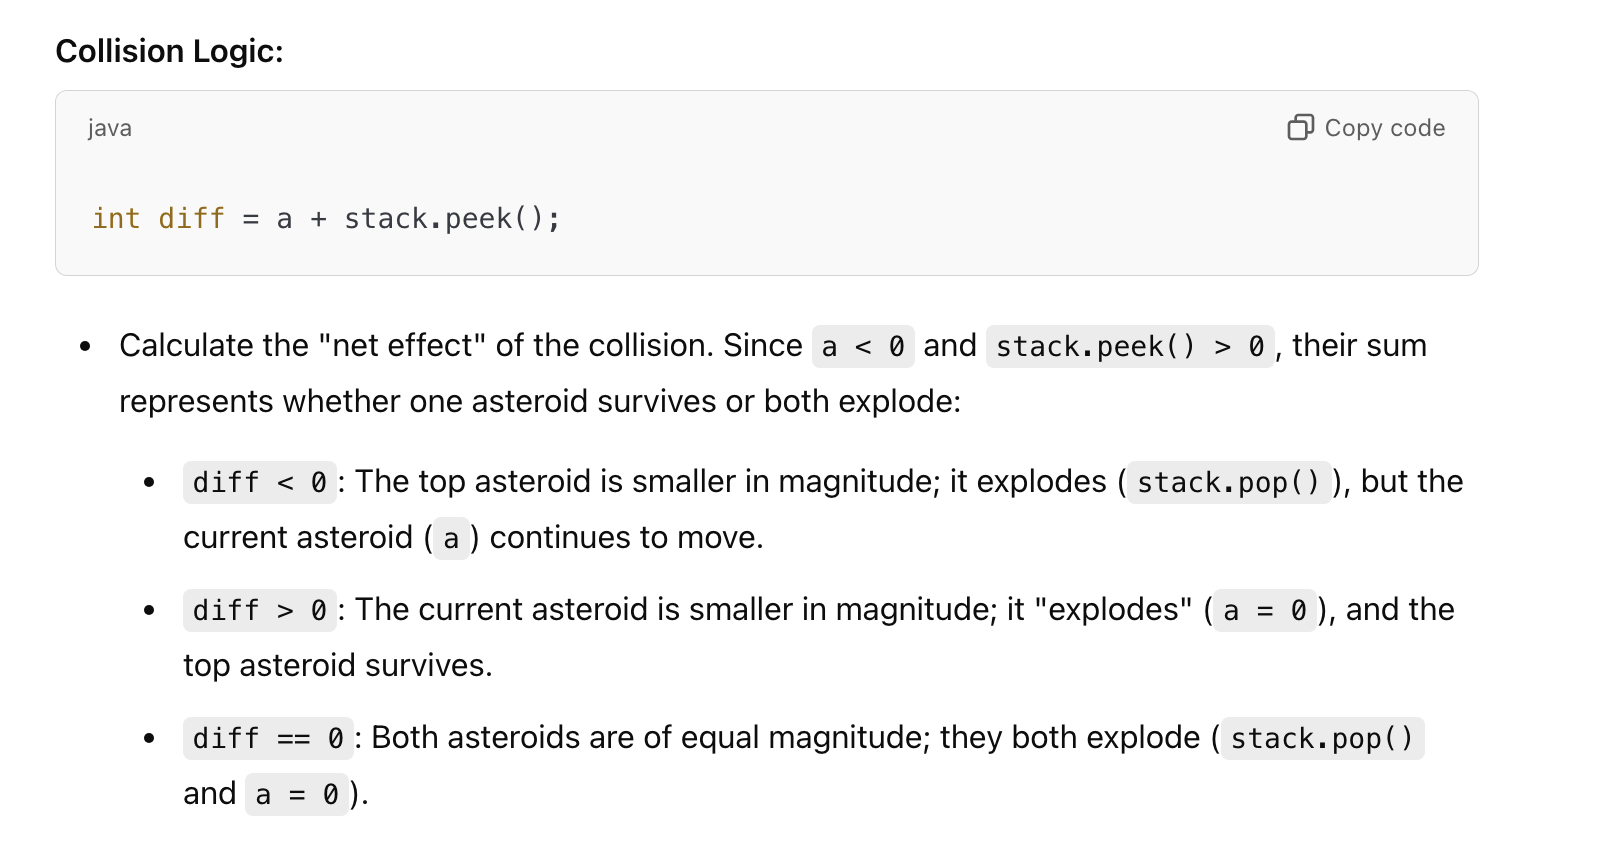 Collision Logic:
java
Copy code
int diff = a + stack.peek();
• Calculate the "net effect" of the collision. Since a < 0 and stack.peek() > 0, their sum
represents whether one asteroid survives or both explode:
• diff < 0: The top asteroid is smaller in magnitude; it explodes (stack.pop()), but the
current asteroid (a) continues to move.
• diff > 0: The current asteroid is smaller in magnitude; it "explodes" (a = 0), and the
top asteroid survives.
• diff == 0: Both asteroids are of equal magnitude; they both explode (stack.pop()
and a = 0).